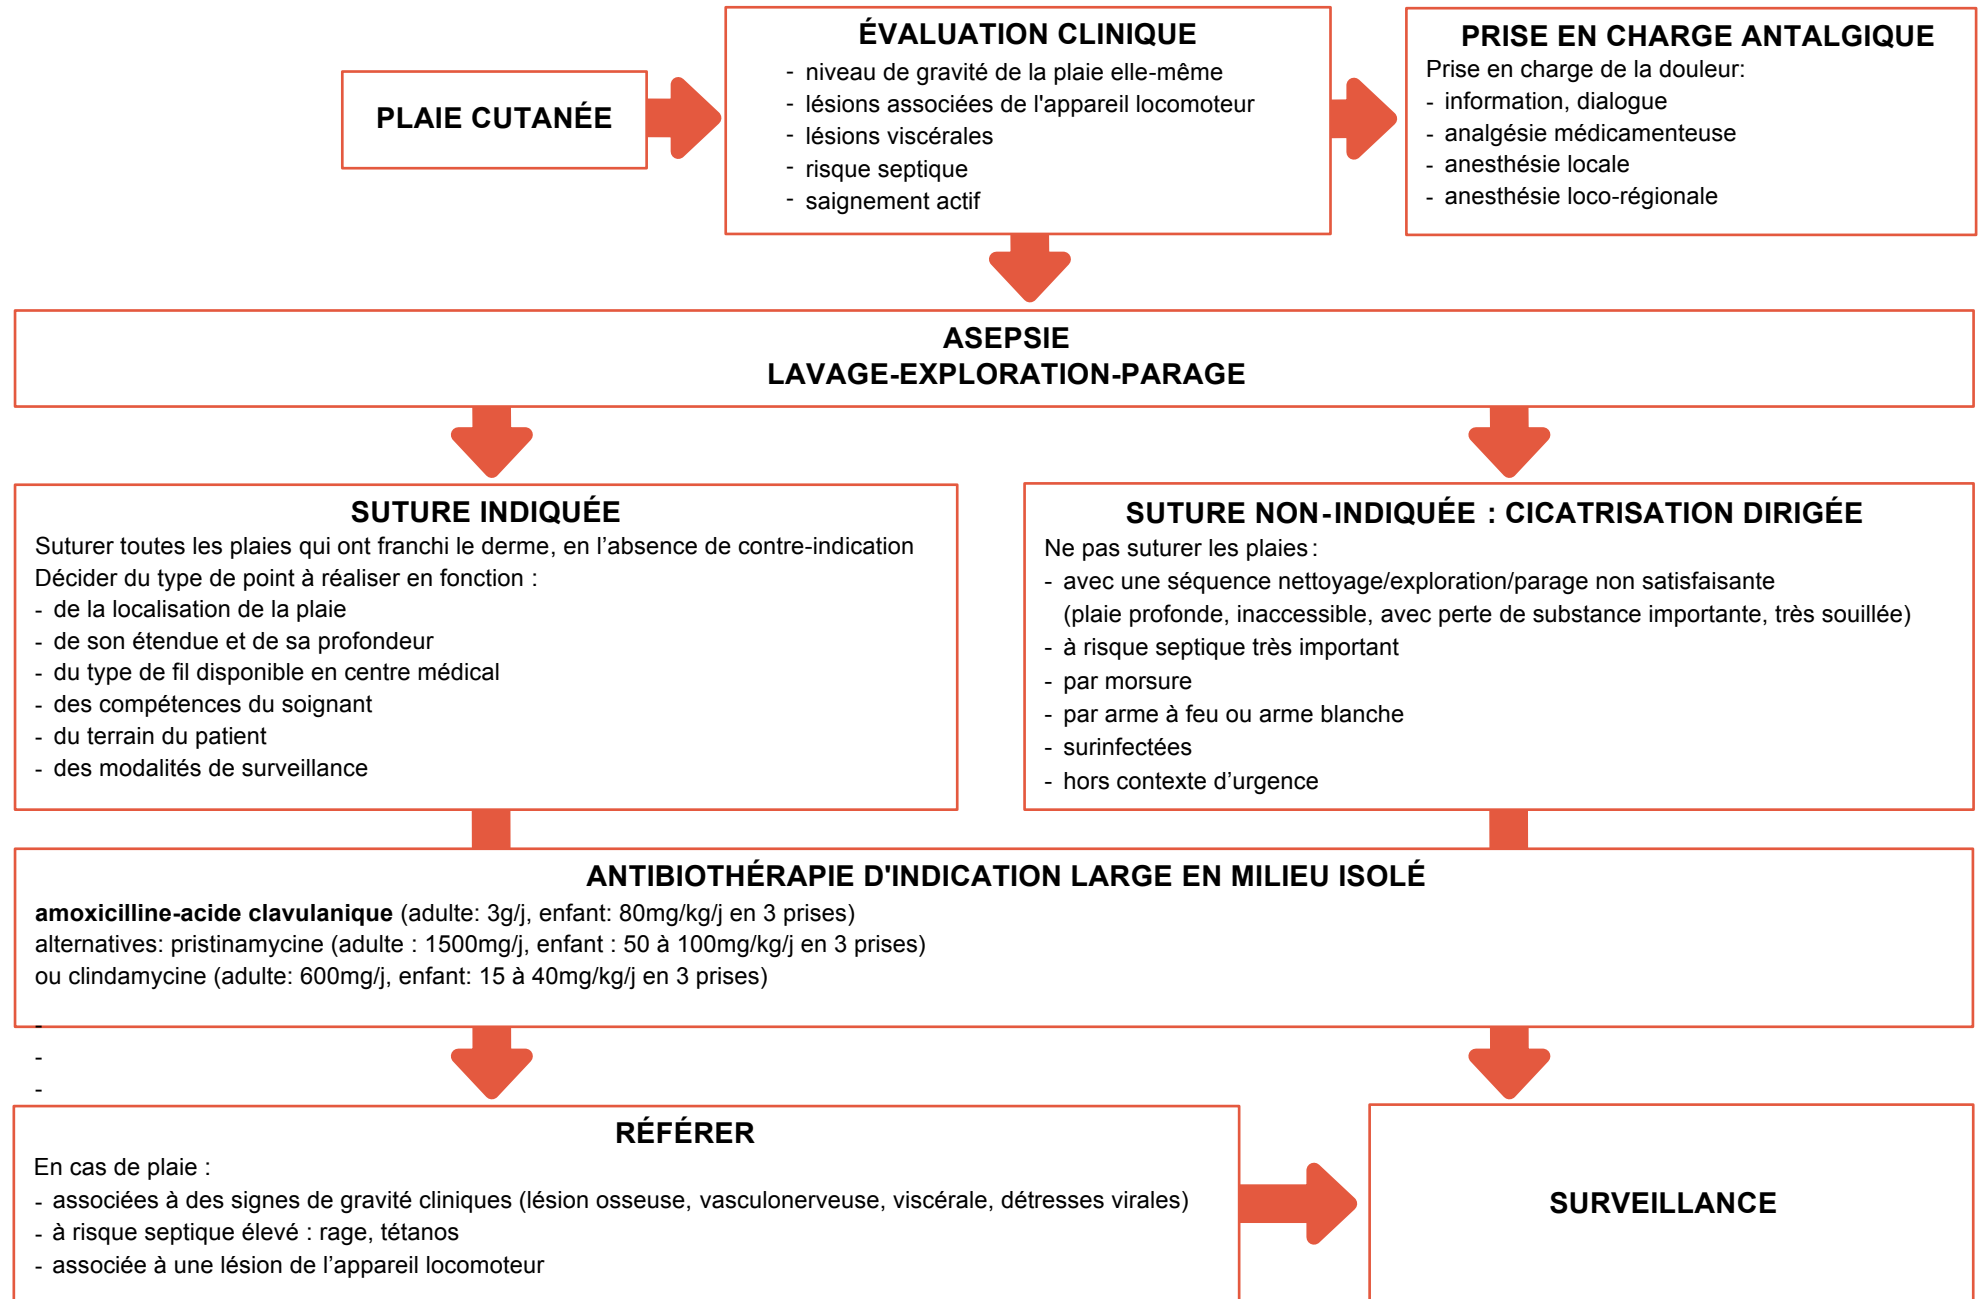 PLAIE CUTANÉE
ÉVALUATION CLINIQUE
- niveau de gravité de la plaie elle-même
- lésions associées de l'appareil locomoteur
- lésions viscérales
- risque septique
- saignement actif
PRISE EN CHARGE ANTALGIQUE
Prise en charge de la douleur:
- information, dialogue
- analgésie médicamenteuse
- anesthésie locale
- anesthésie loco-régionale
ASEPSIE
LAVAGE-EXPLORATION-PARAGE
SUTURE INDIQUÉE
Suturer toutes les plaies qui ont franchi le derme, en l’absence de contre-indication
Décider du type de point à réaliser en fonction :
- de la localisation de la plaie
- de son étendue et de sa profondeur
- du type de fil disponible en centre médical
- des compétences du soignant
- du terrain du patient
- des modalités de surveillance
SUTURE NON-INDIQUÉE : CICATRISATION DIRIGÉE
Ne pas suturer les plaies :
- avec une séquence nettoyage/exploration/parage non satisfaisante
(plaie profonde, inaccessible, avec perte de substance importante, très souillée)
- à risque septique très important
- par morsure
- par arme à feu ou arme blanche
- surinfectées
- hors contexte d’urgence
ANTIBIOTHÉRAPIE D'INDICATION LARGE EN MILIEU ISOLÉ
amoxicilline-acide clavulanique (adulte: 3g/j, enfant: 80mg/kg/j en 3 prises)
alternatives: pristinamycine (adulte : 1500mg/j, enfant : 50 à 100mg/kg/j en 3 prises)
ou clindamycine (adulte: 600mg/j, enfant: 15 à 40mg/kg/j en 3 prises)
-
-
-
RÉFÉRER
En cas de plaie :
- associées à des signes de gravité cliniques (lésion osseuse, vasculonerveuse, viscérale, détresses virales)
- à risque septique élevé : rage, tétanos
- associée à une lésion de l’appareil locomoteur
SURVEILLANCE